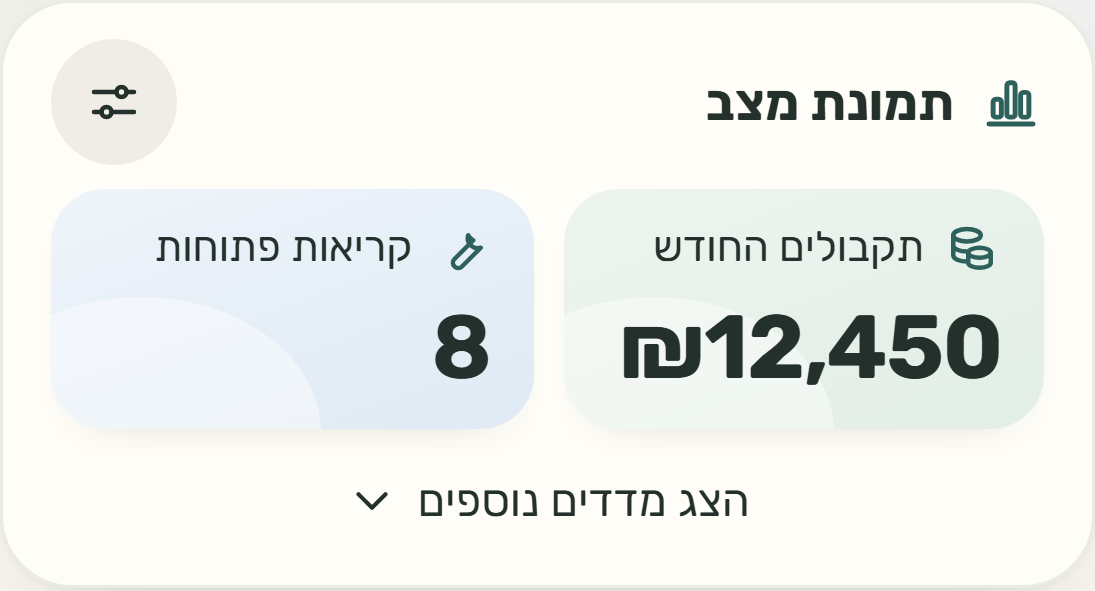 תמונת מצב
תקבולים החודש
₪12,450
קריאות פתוחות
8
הצג מדדים נוספים